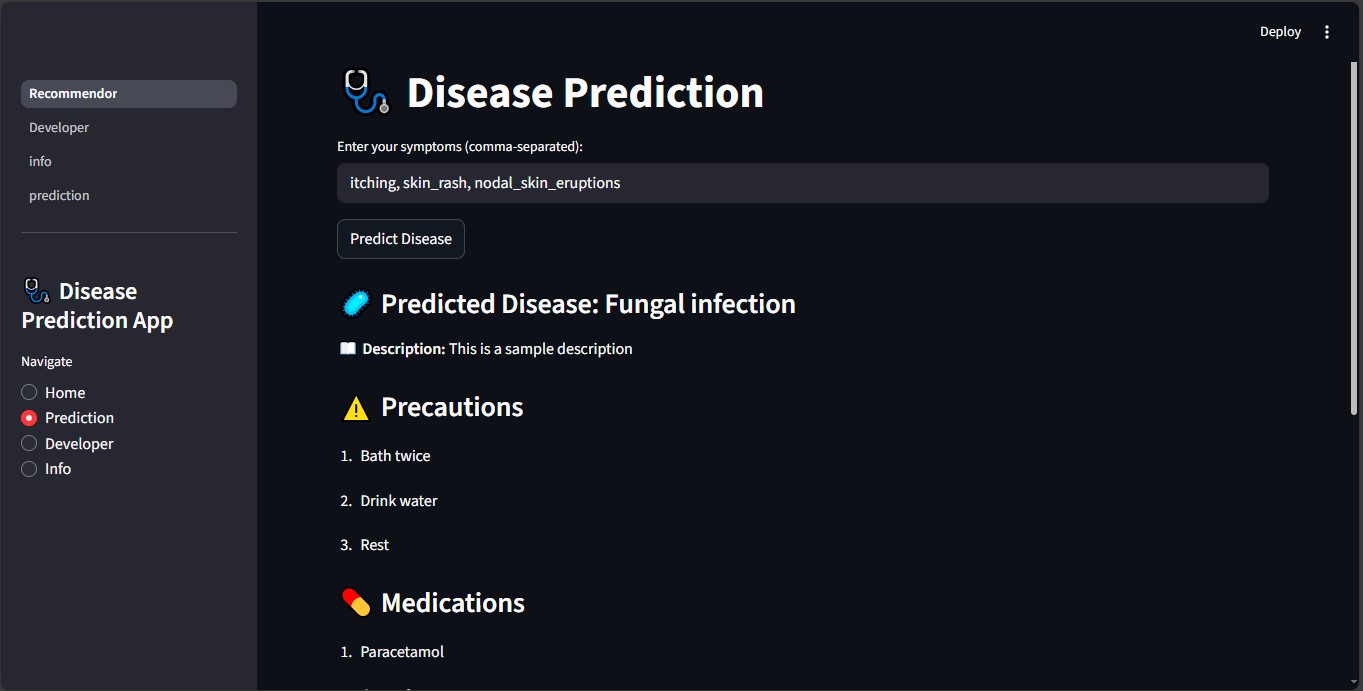 Deploy
Recommendor
Developer
info
prediction
Disease
Prediction App
Navigate
Home
Prediction
Developer
Info
Disease Prediction
Enter your symptoms (comma-separated):
itching, skin_rash, nodal_skin_eruptions
Predict Disease
Predicted Disease: Fungal infection
Description: This is a sample description
Precautions
1. Bath twice
2. Drink water
3. Rest
Medications
1. Paracetamol